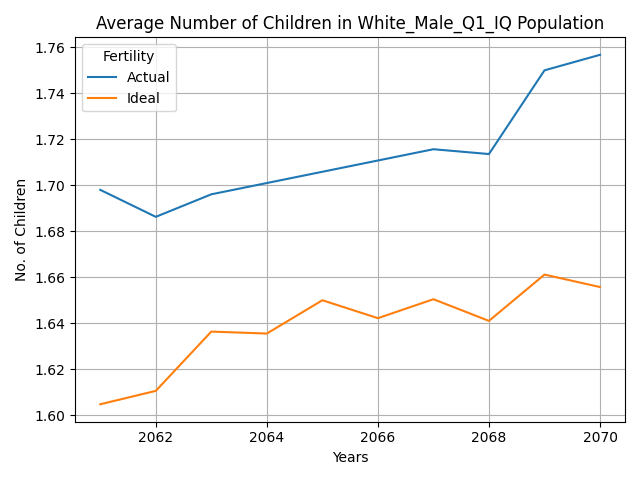 Average Number of Children in White_Male_Q1_IQ Population
Fertility
Actual
Ideal
1.76
1.74
1.72
1.70
1.68
1.66
1.64
1.62
1.60
No. of Children
2062
2064
2066
2068
2070
Years